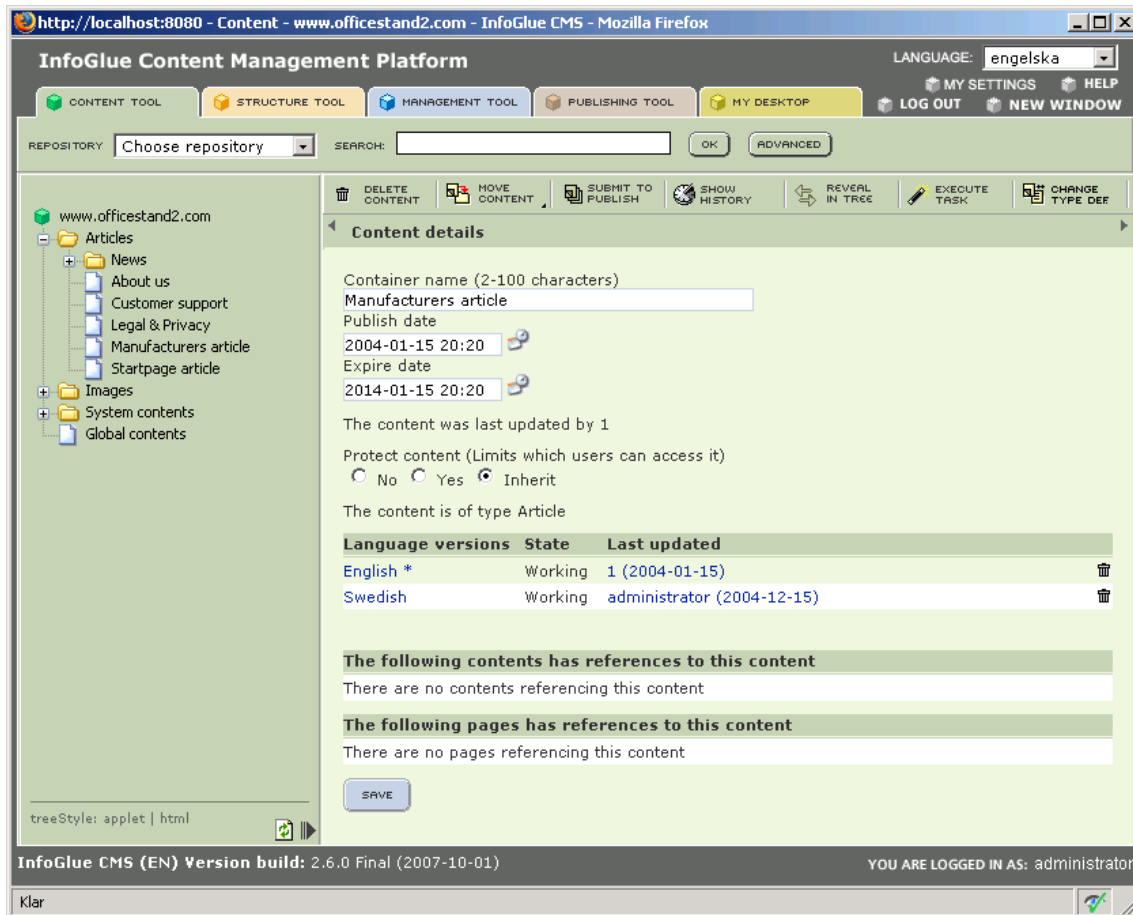 http://localhost:8080 - Content - www.officestand2.com - InfoGlue CMS - Mozilla Firefox
InfoGlue Content Management Platform
LANGUAGE: engelska
MY SETTINGS HELP
LOG OUT NEW WINDOW
CONTENT TOOL STRUCTURE TOOL MANAGEMENT TOOL PUBLISHING TOOL MY DESKTOP
REPOSITORY Choose repository SEARCH: OK ADVANCED
DELETE CONTENT MOVE CONTENT SUBMIT TO PUBLISH SHOW HISTORY REVEAL IN TREE EXECUTE TASK CHANGE TYPE DEF
www.officestand2.com
Articles
News
About us
Customer support
Legal & Privacy
Manufacturers article
Startpage article
Images
System contents
Global contents
treeStyle: applet | html
Content details
Container name (2-100 characters)
Manufacturers article
Publish date
2004-01-15 20:20
Expire date
2014-01-15 20:20
The content was last updated by 1
Protect content (Limits which users can access it)
No Yes Inherit
The content is of type Article
Language versions State Last updated
English * Working 1 (2004-01-15)
Swedish Working administrator (2004-12-15)
The following contents has references to this content
There are no contents referencing this content
The following pages has references to this content
There are no pages referencing this content
SAVE
InfoGlue CMS (EN) Version build: 2.6.0 Final (2007-10-01) YOU ARE LOGGED IN AS: administrator
Klar